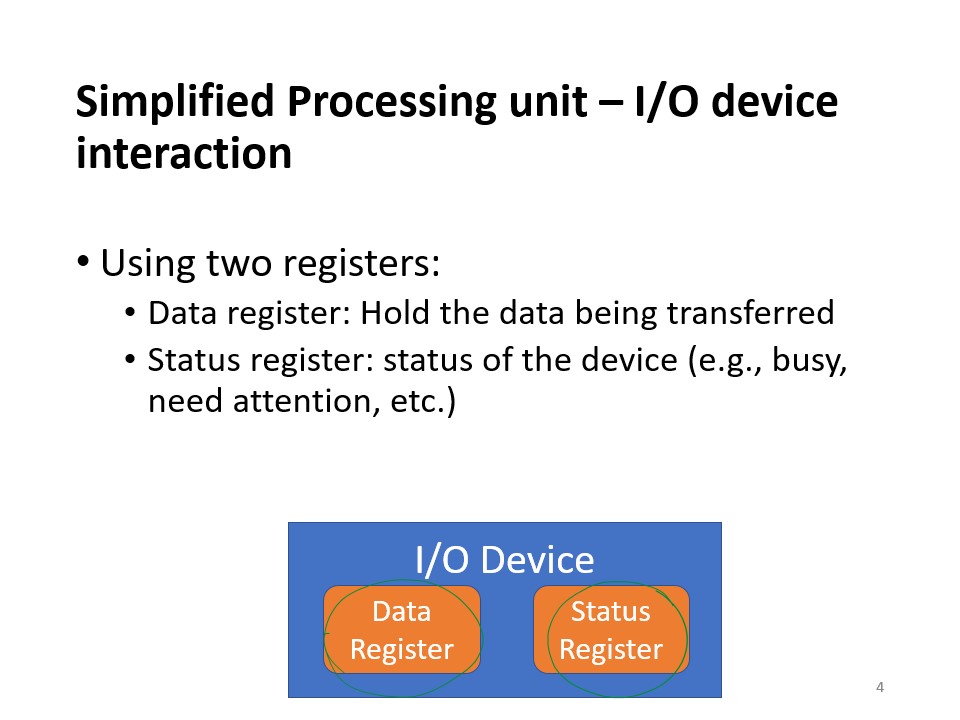 Simplified Processing unit – I/O device
interaction
• Using two registers:
• Data register: Hold the data being transferred
• Status register: status of the device (e.g., busy,
need attention, etc.)
I/O Device
Data
Register
Status
Register
4